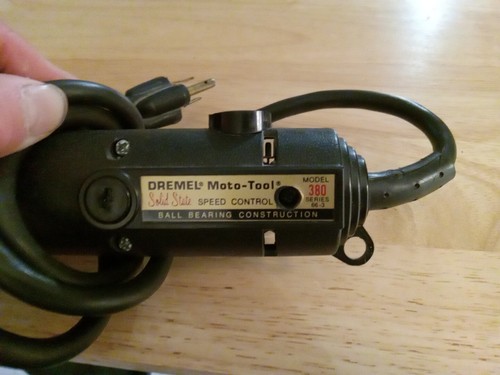 DREMEL® Moto-Tool®
Solid State SPEED CONTROL
MODEL
380
SERIES
BALL BEARING CONSTRUCTION